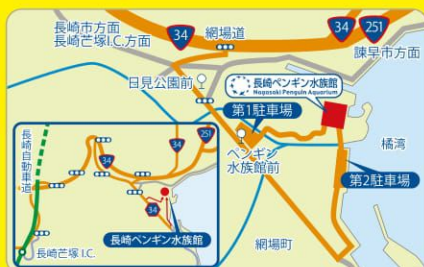 長崎市方面
長崎芒塚I.C.方面
34
網場道
34
251
諫早市方面
日見公園前
長崎ペンギン水族館
Nagasaki Penguin Aquarium
第1駐車場
ペンギン
水族館前
橘湾
第2駐車場
網場町
長崎自動車道
34
251
34
長崎ペンギン水族館
長崎芒塚I.C.